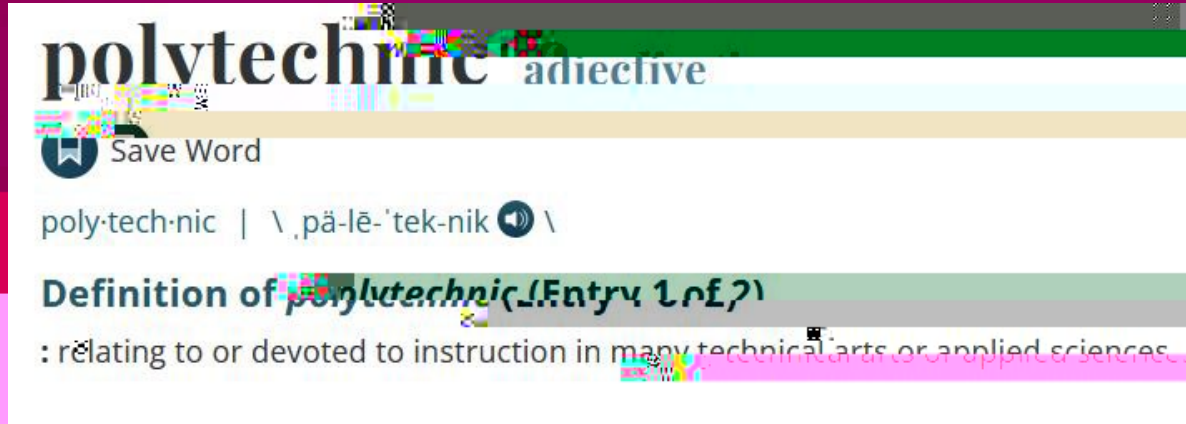 polytechnic adjective
Save Word
poly·tech·nic | \ ˌpä-lē-ˈtek-nik \
Definition of polytechnic (Entry 1 of 2)
: relating to or devoted to instruction in many technical arts or applied sciences